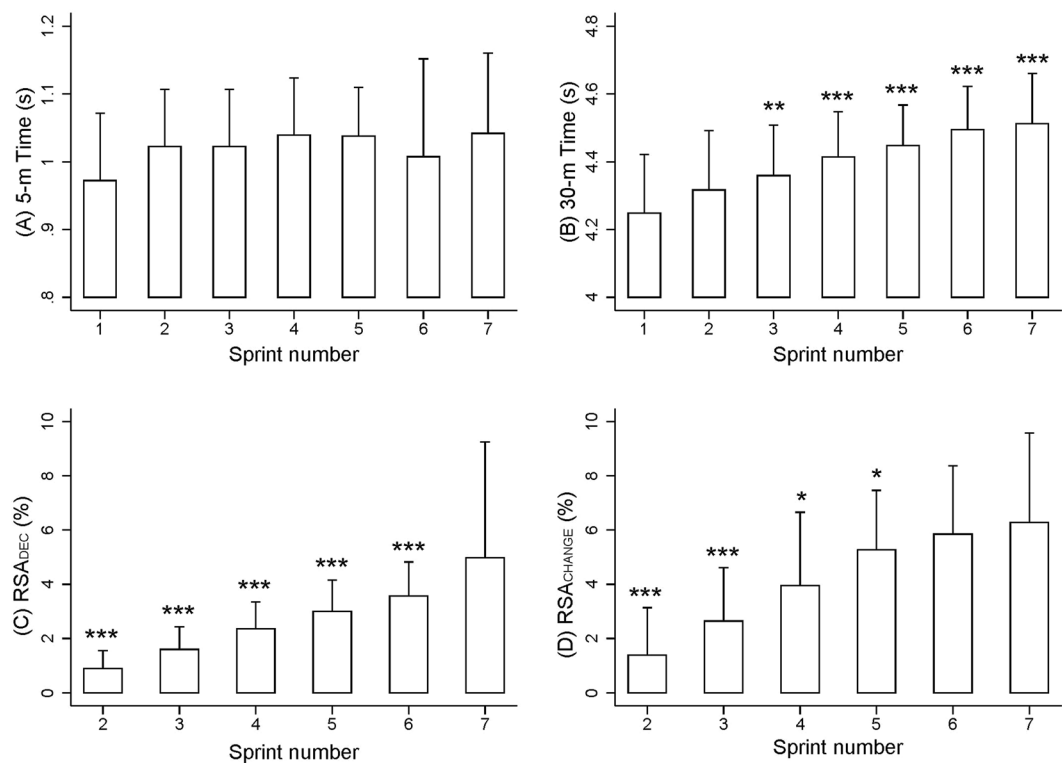 (A) 5-m Time (s)
1.2
1.1
1
.9
.8
1 2 3 4 5 6 7
Sprint number
(B) 30-m Time (s)
4.8
4.6
4.4
4.2
4
** *** *** *** ***
1 2 3 4 5 6 7
Sprint number
(C) RSADEC (%)
10
8
6
4
2
0
*** *** *** *** ***
2 3 4 5 6 7
Sprint number
(D) RSACHANGE (%)
10
8
6
4
2
0
*** *** * *
2 3 4 5 6 7
Sprint number